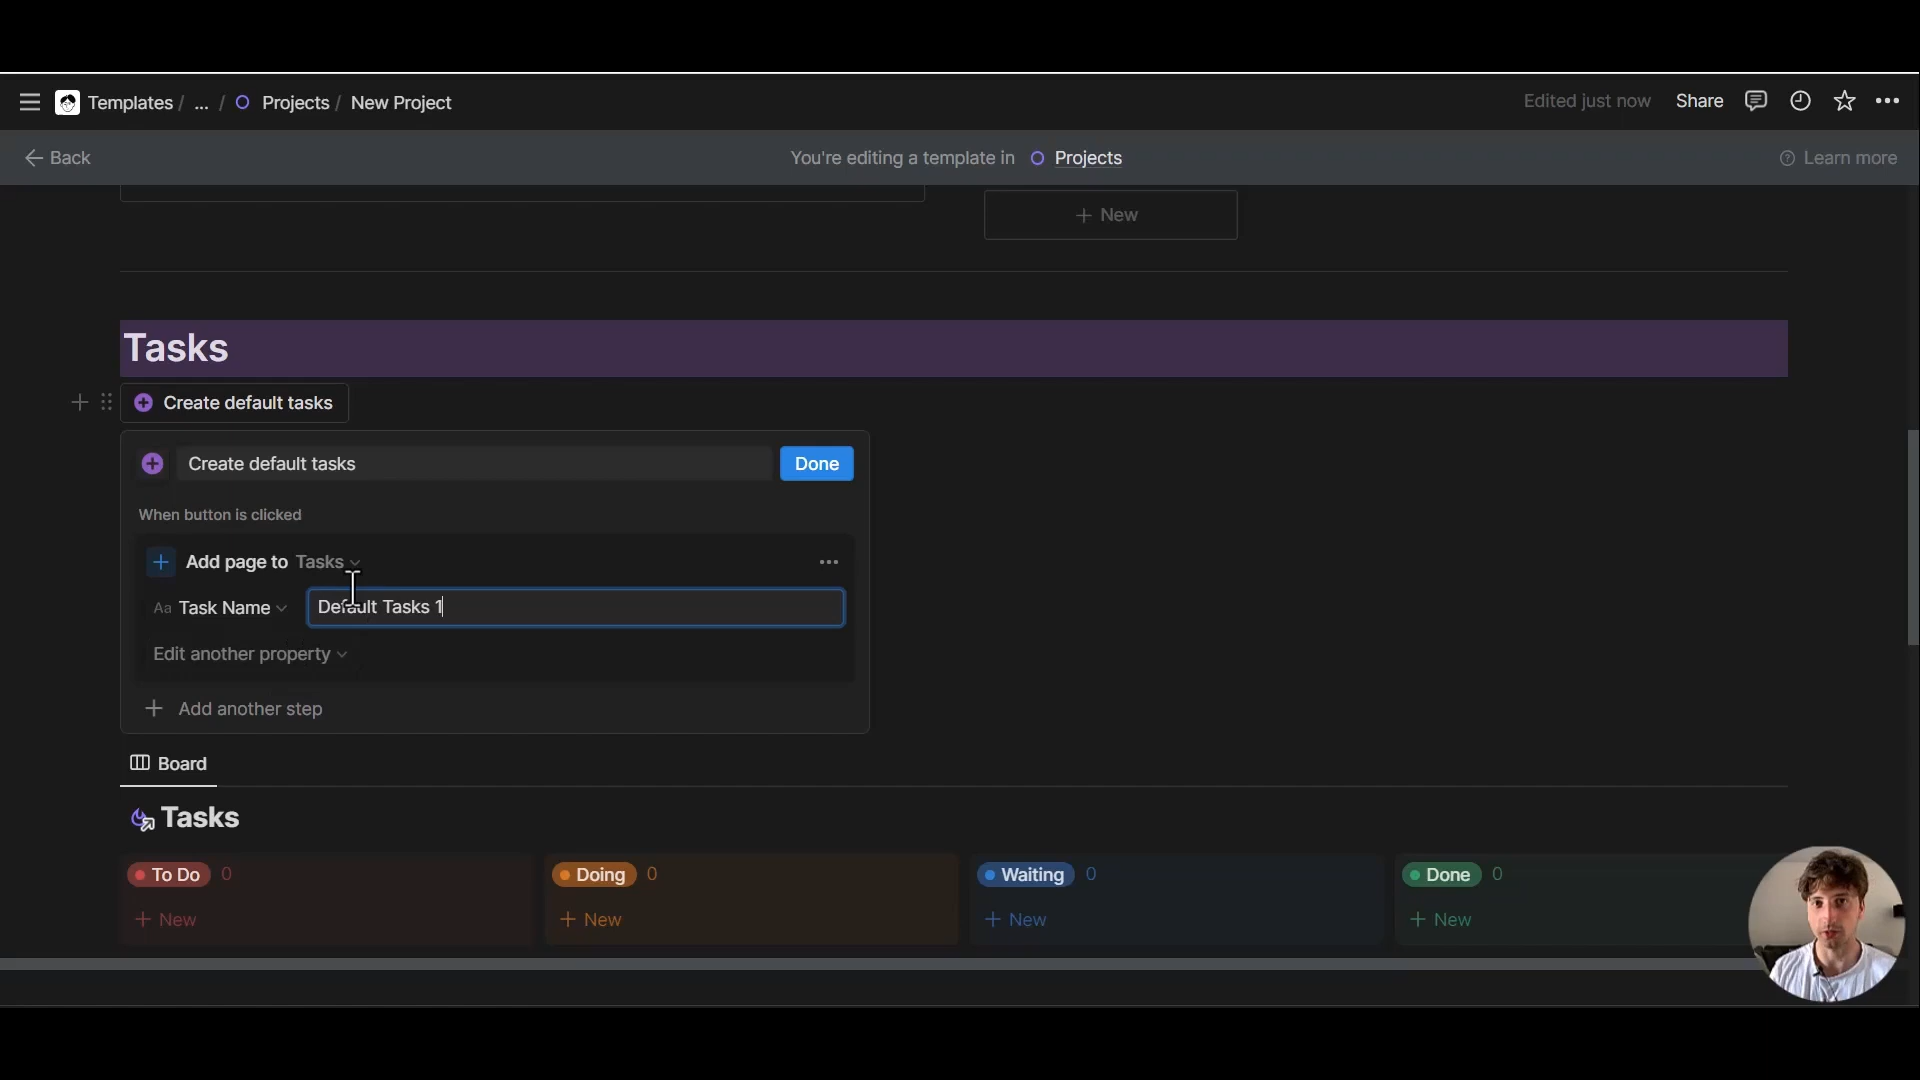 Templates / ... / Projects / New Project
Edited just now Share
Back
You're editing a template in Projects
Learn more
+ New
Tasks
Create default tasks
Create default tasks
Done
When button is clicked
Add page to Tasks
Aa Task Name Default Tasks 1
Edit another property
+ Add another step
Board
Tasks
To Do 0 Doing 0 Waiting 0 Done 0
+ New + New + New + New